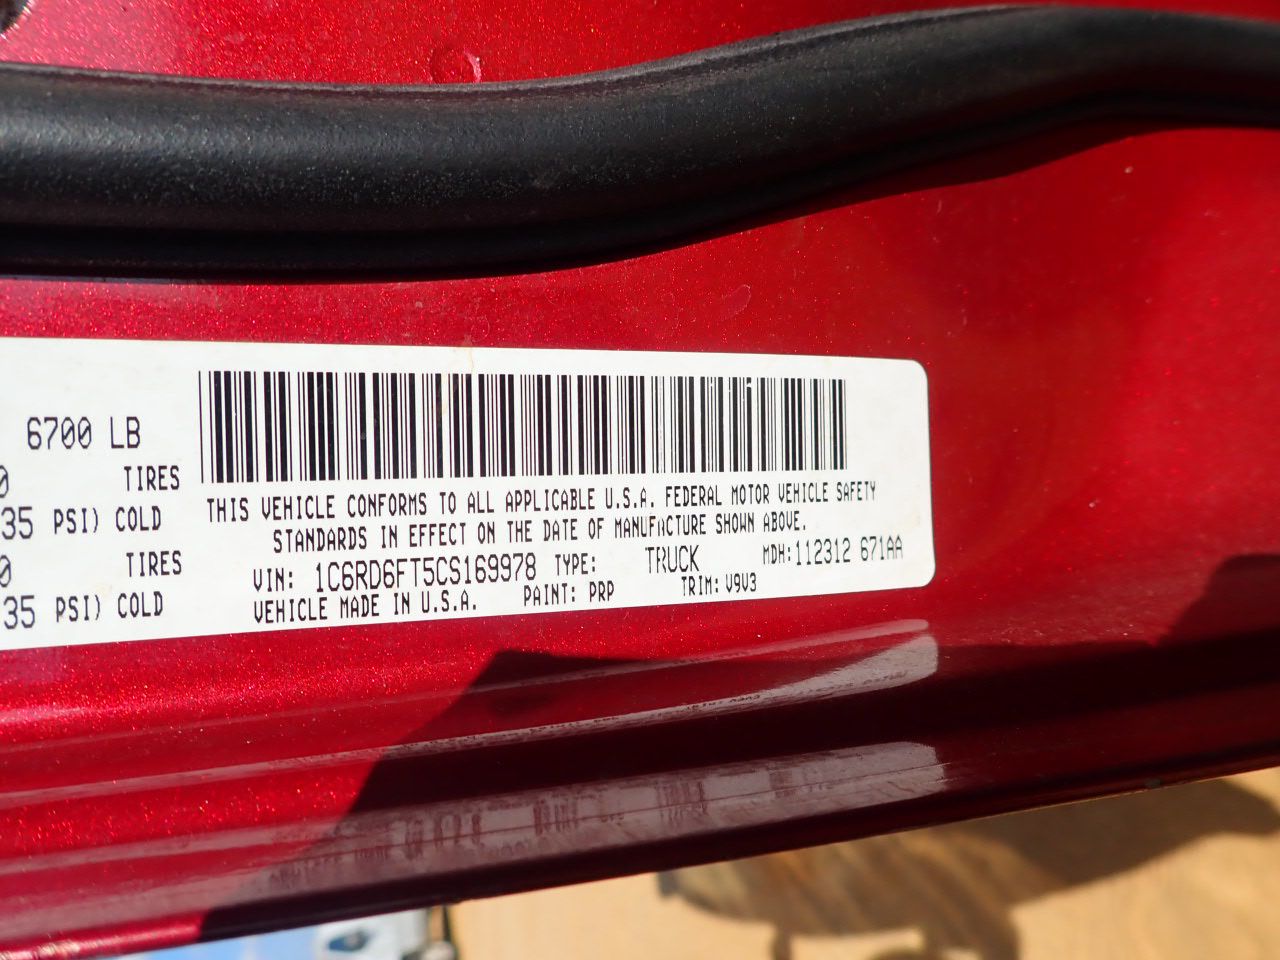 6700 LB
0 TIRES
35 PSI) COLD
0 TIRES
35 PSI) COLD
THIS VEHICLE CONFORMS TO ALL APPLICABLE U.S.A. FEDERAL MOTOR VEHICLE SAFETY
STANDARDS IN EFFECT ON THE DATE OF MANUFACTURE SHOWN ABOVE.
VIN: 1C6RD6FT5CS169978 TYPE: TRUCK MDH:112312 671AA
VEHICLE MADE IN U.S.A. PAINT: PRP TRIM: V9V3